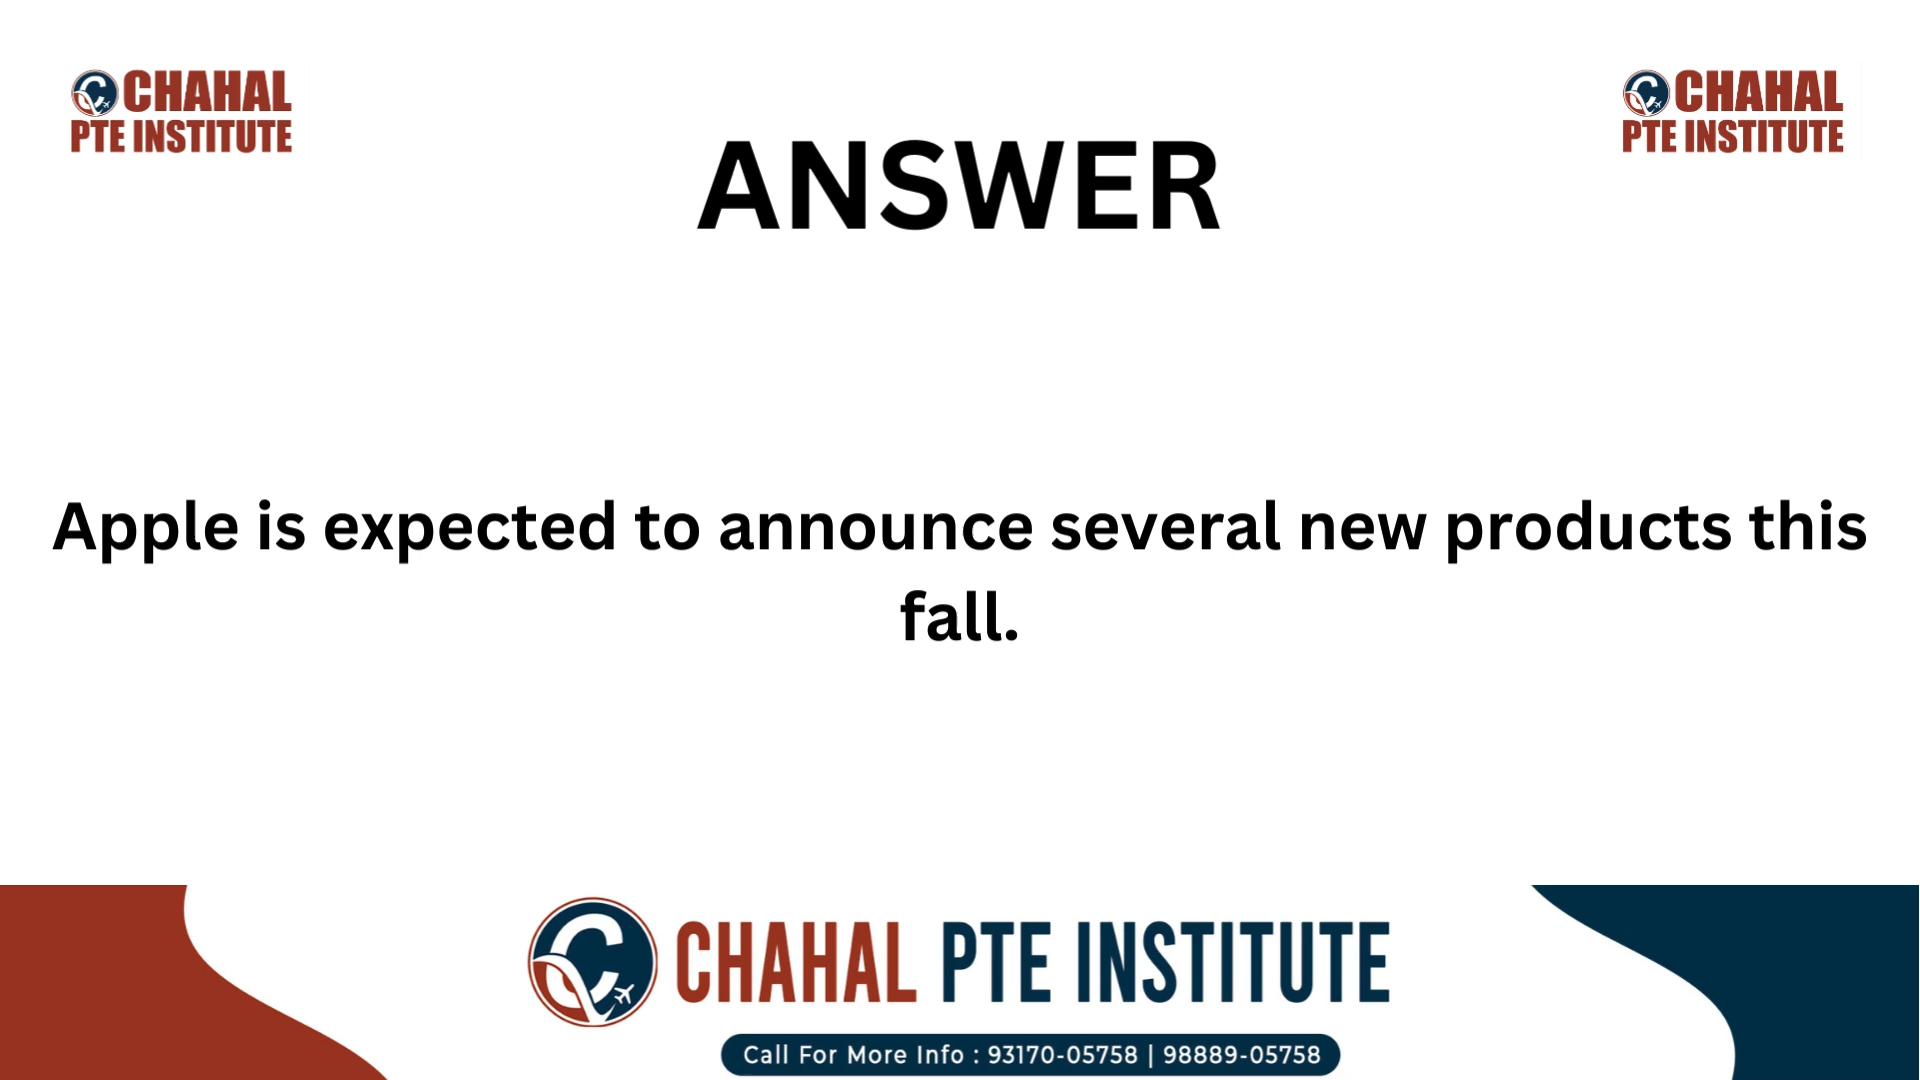 CHAHAL
PTE INSTITUTE
CHAHAL
PTE INSTITUTE
ANSWER
Apple is expected to announce several new products this
fall.
CHAHAL PTE INSTITUTE
Call For More Info : 93170-05758 | 98889-05758